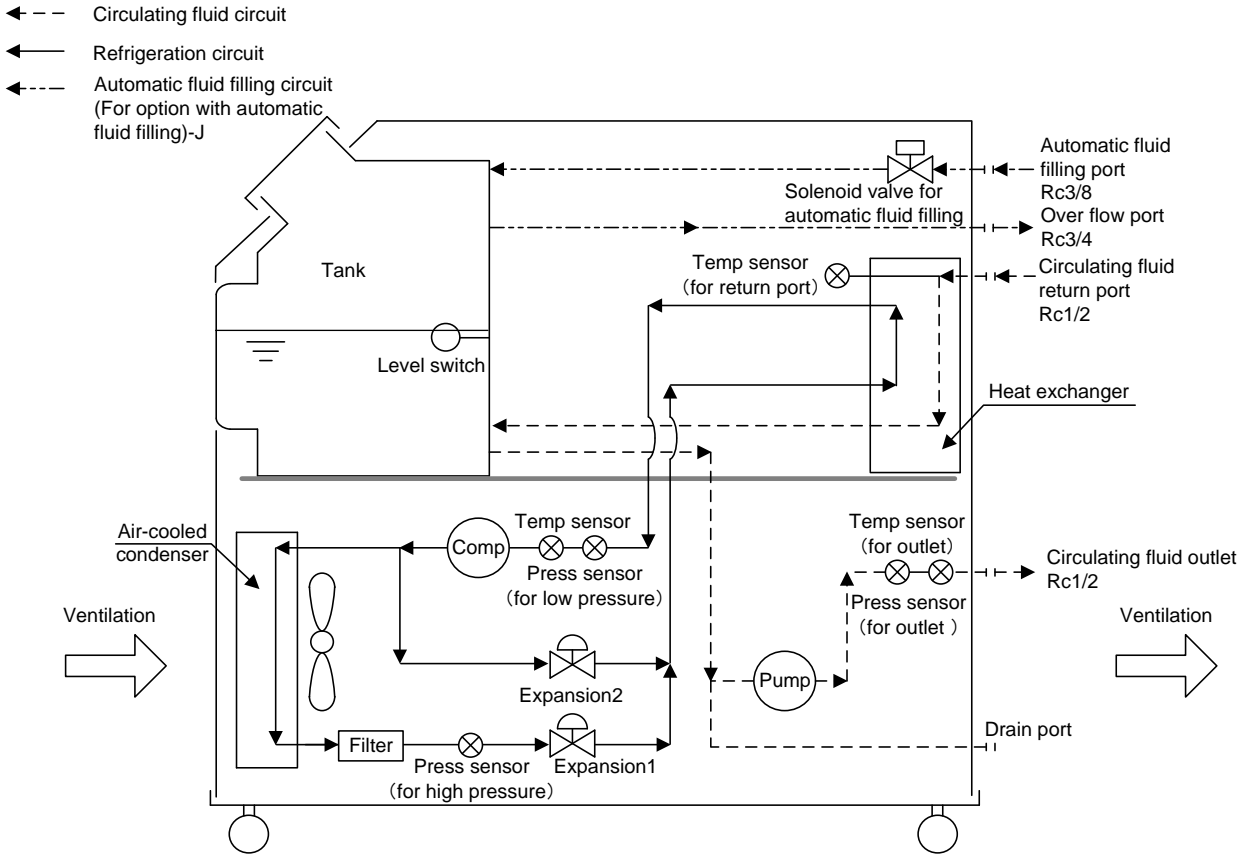 Circulating fluid circuit
Refrigeration circuit
Automatic fluid filling circuit
(For option with automatic
fluid filling)-J
Automatic fluid
filling port
Rc3/8
Solenoid valve for
automatic fluid filling
Over flow port
Rc3/4
Tank
Temp sensor
(for return port)
Circulating fluid
return port
Rc1/2
Level switch
Heat exchanger
Air-cooled
condenser
Comp
Temp sensor
Press sensor
(for low pressure)
Temp sensor
(for outlet)
Press sensor
(for outlet )
Circulating fluid outlet
Rc1/2
Ventilation
Ventilation
Expansion2
Pump
Filter
Press sensor
(for high pressure)
Expansion1
Drain port